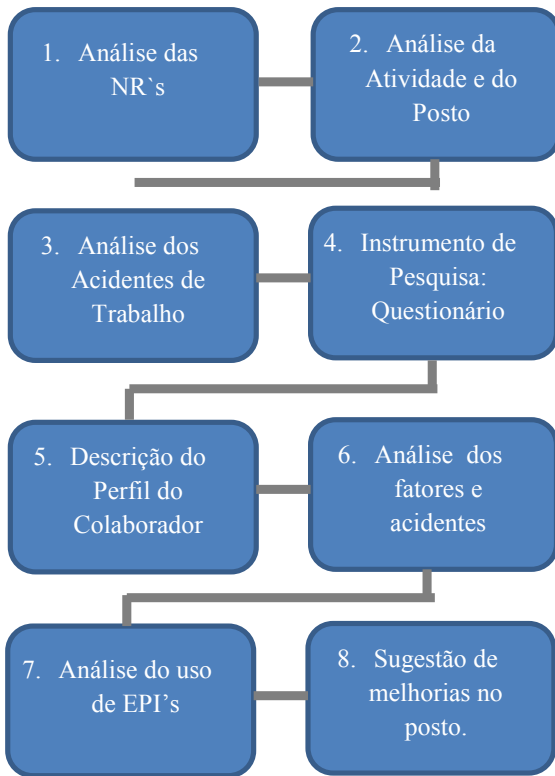 1. Análise das
NR`s
2. Análise da
Atividade e do
Posto
3. Análise dos
Acidentes de
Trabalho
4. Instrumento de
Pesquisa:
Questionário
5. Descrição do
Perfil do
Colaborador
6. Análise dos
fatores e
acidentes
7. Análise do uso
de EPI’s
8. Sugestão de
melhorias no
posto.